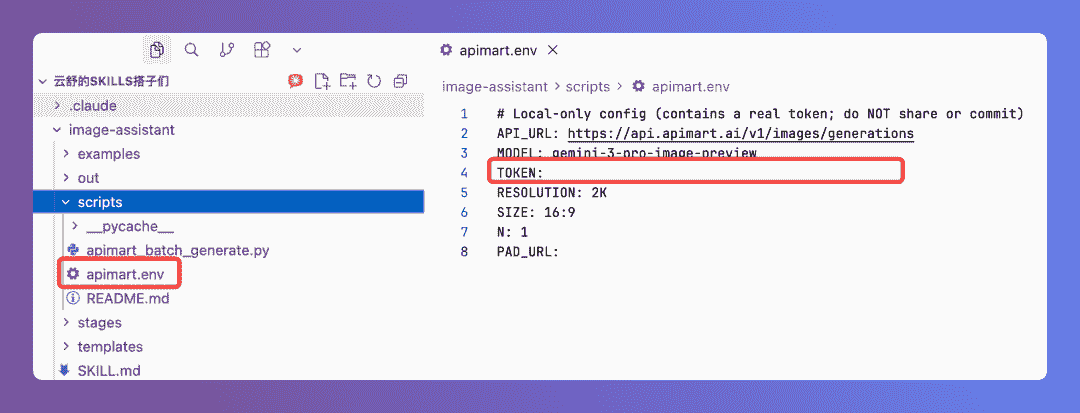 云舒的SKILLS搭子们
.claude
image-assistant
examples
out
scripts
__pycache__
apimart_batch_generate.py
apimart.env
README.md
stages
templates
SKILL.md
apimart.env
image-assistant > scripts > apimart.env
1 # Local-only config (contains a real token; do NOT share or commit)
2 API_URL: https://api.apimart.ai/v1/images/generations
3 MODEL: gemini-3-pro-image-preview
4 TOKEN:
5 RESOLUTION: 2K
6 SIZE: 16:9
7 N: 1
8 PAD_URL: